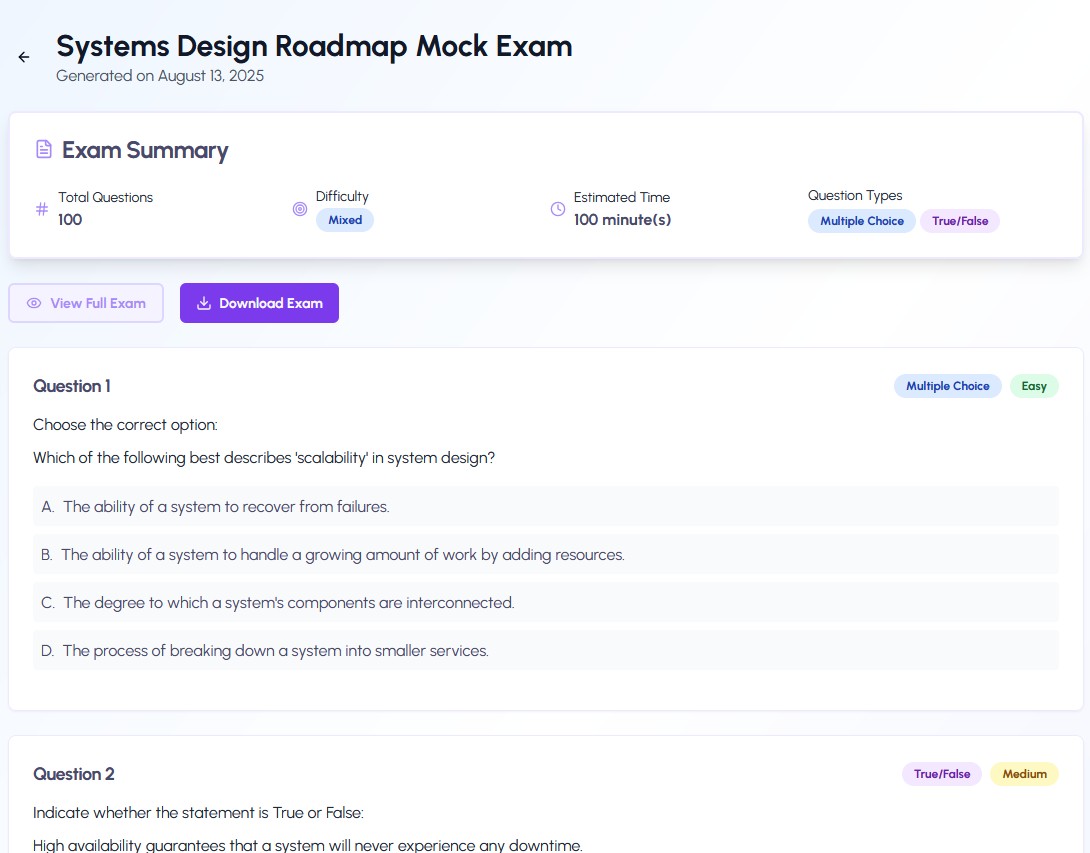 Systems Design Roadmap Mock Exam
Generated on August 13, 2025
Exam Summary
Total Questions
100
Difficulty
Mixed
Estimated Time
100 minute(s)
Question Types
Multiple Choice True/False
View Full Exam
Download Exam
Question 1
Multiple Choice Easy
Choose the correct option:
Which of the following best describes 'scalability' in system design?
A. The ability of a system to recover from failures.
B. The ability of a system to handle a growing amount of work by adding resources.
C. The degree to which a system's components are interconnected.
D. The process of breaking down a system into smaller services.
Question 2
True/False Medium
Indicate whether the statement is True or False:
High availability guarantees that a system will never experience any downtime.